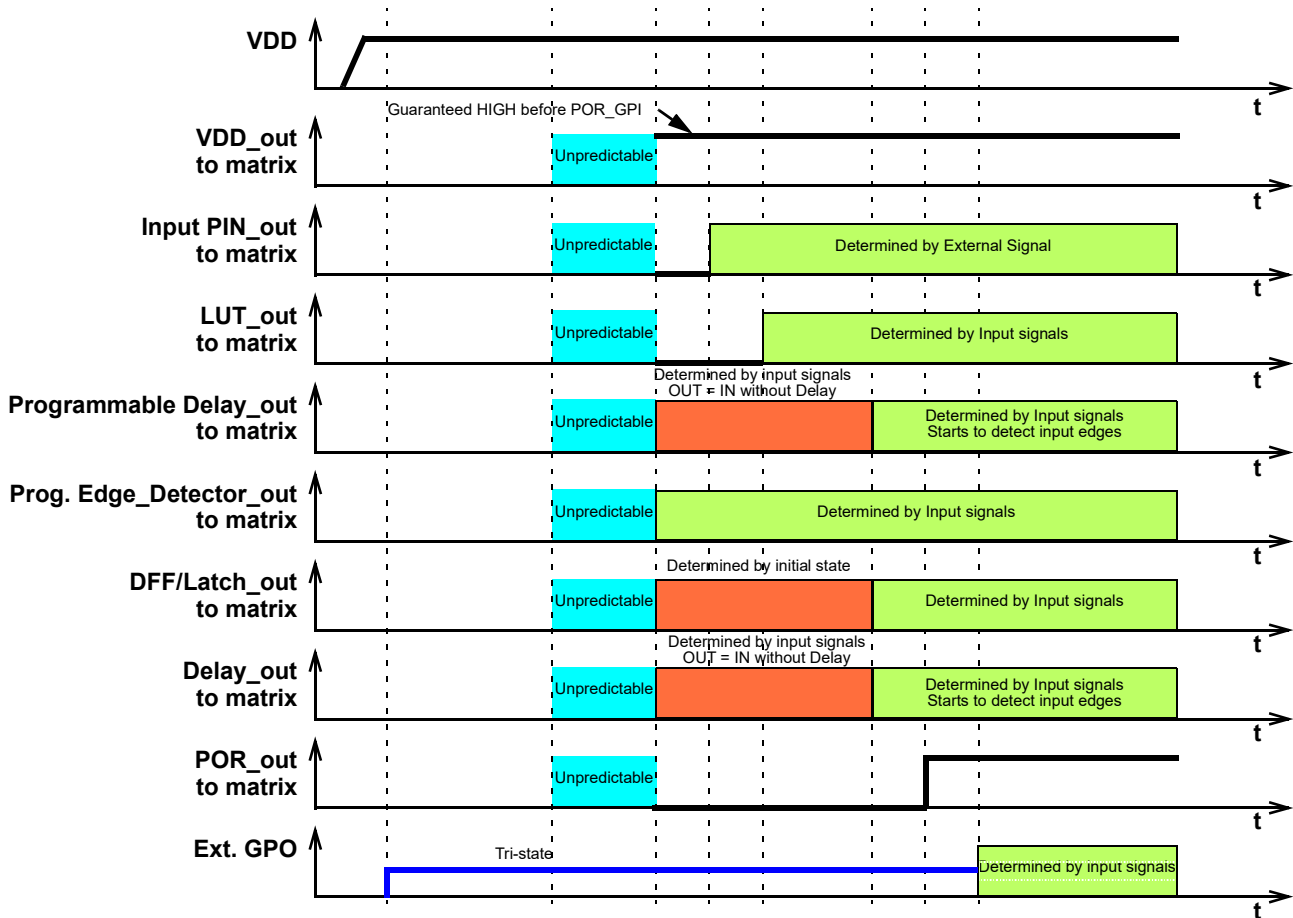 VDD
t
Guaranteed HIGH before POR_GPI
VDD_out
to matrix
Unpredictable
t
Input PIN_out
to matrix
Unpredictable
Determined by External Signal
t
LUT_out
to matrix
Unpredictable
Determined by Input signals
t
Determined by input signals
OUT = IN without Delay
Programmable Delay_out
to matrix
Unpredictable
Determined by Input signals
Starts to detect input edges
t
Prog. Edge_Detector_out
to matrix
Unpredictable
Determined by Input signals
t
Determined by initial state
DFF/Latch_out
to matrix
Unpredictable
Determined by Input signals
t
Determined by input signals
OUT = IN without Delay
Delay_out
to matrix
Unpredictable
Determined by Input signals
Starts to detect input edges
t
POR_out
to matrix
Unpredictable
t
Ext. GPO
Tri-state
Determined by input signals
t